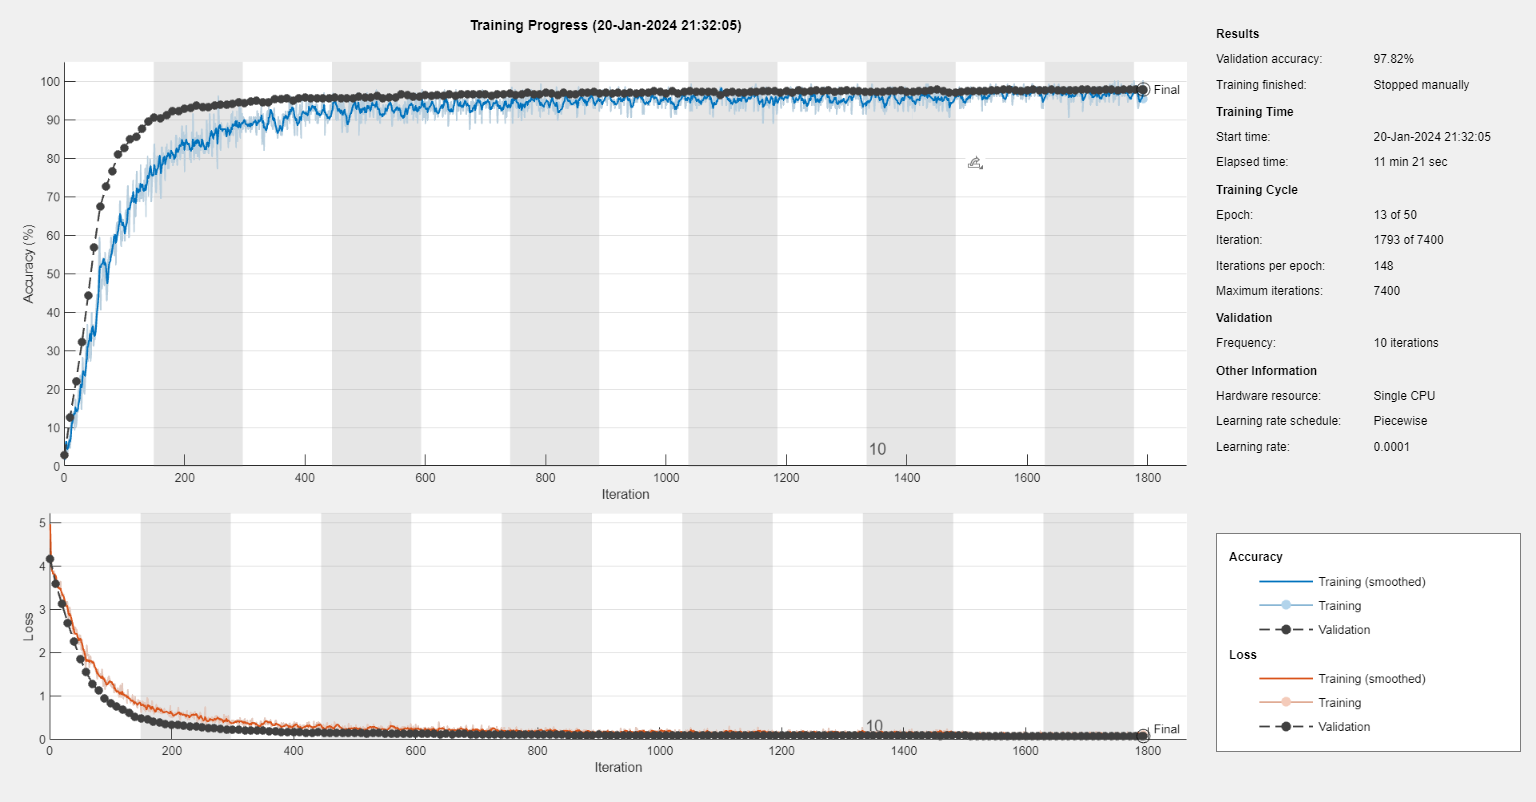 Training Progress (20-Jan-2024 21:32:05)
100
90
80
70
60
50
40
30
20
10
0
Accuracy (%)
Final
10
0 200 400 600 800 1000 1200 1400 1600 1800
Iteration
5
4
3
2
1
0
Loss
Final
10
0 200 400 600 800 1000 1200 1400 1600 1800
Iteration
Results
Validation accuracy: 97.82%
Training finished: Stopped manually
Training Time
Start time: 20-Jan-2024 21:32:05
Elapsed time: 11 min 21 sec
Training Cycle
Epoch: 13 of 50
Iteration: 1793 of 7400
Iterations per epoch: 148
Maximum iterations: 7400
Validation
Frequency: 10 iterations
Other Information
Hardware resource: Single CPU
Learning rate schedule: Piecewise
Learning rate: 0.0001
Accuracy
Training (smoothed)
Training
Validation
Loss
Training (smoothed)
Training
Validation